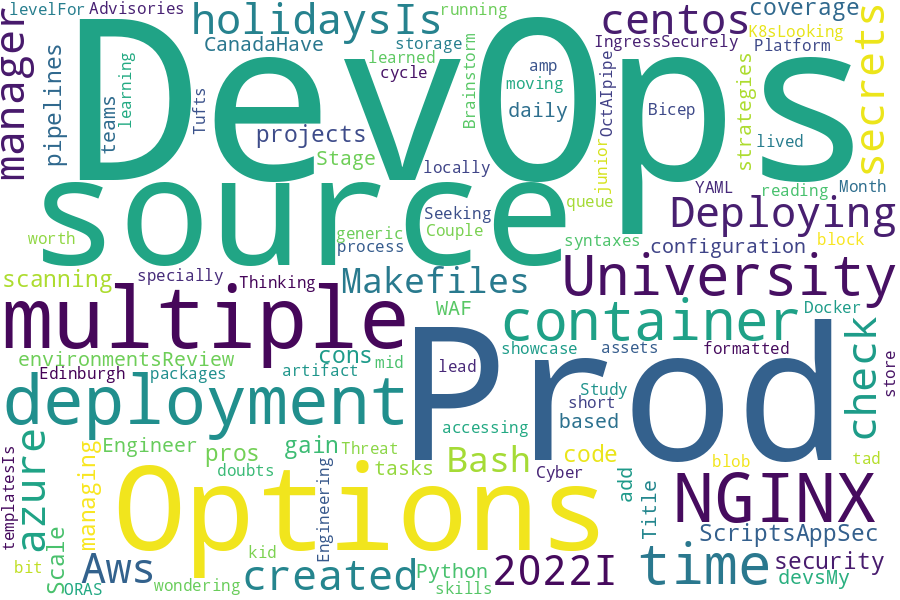 levelFor
Advisories
holidaysIs
running
centos
coverage
manager
DevOps
CanadaHave
storage
IngressSecurely
K8sLooking
Platform
secrets
pipelines
teams
learning
Tufts
learned
cycle
Brainstorm
amp
moving
daily
OctAIpipe
Bicep
strategies
lived
projects
Stage
locally
junior
YAML
reading
Month
source
Seeking
Couple
queue
Deploying
worth
generic
process
syntaxes
configuration
block
scanning
specially
Thinking
Makefiles
University
multiple
WAF
container
Docker
Prod
environmentsReview
cons
mid
showcase
assets
formatted
check
store
Edinburgh
packages
artifact
lead
Study
short
deployment
accessing
based
azure
Engineer
pros
gain
Threat
Bash
code
managing
doubts
tasks
Cyber
blob
tad
templatesIs
Options
Engineering
add
Title
NGINX
bit
Scale
Aws
kid
ScriptsAppSec
ORAS
wondering
created
Python
skills
2022I
time
security
devsMy